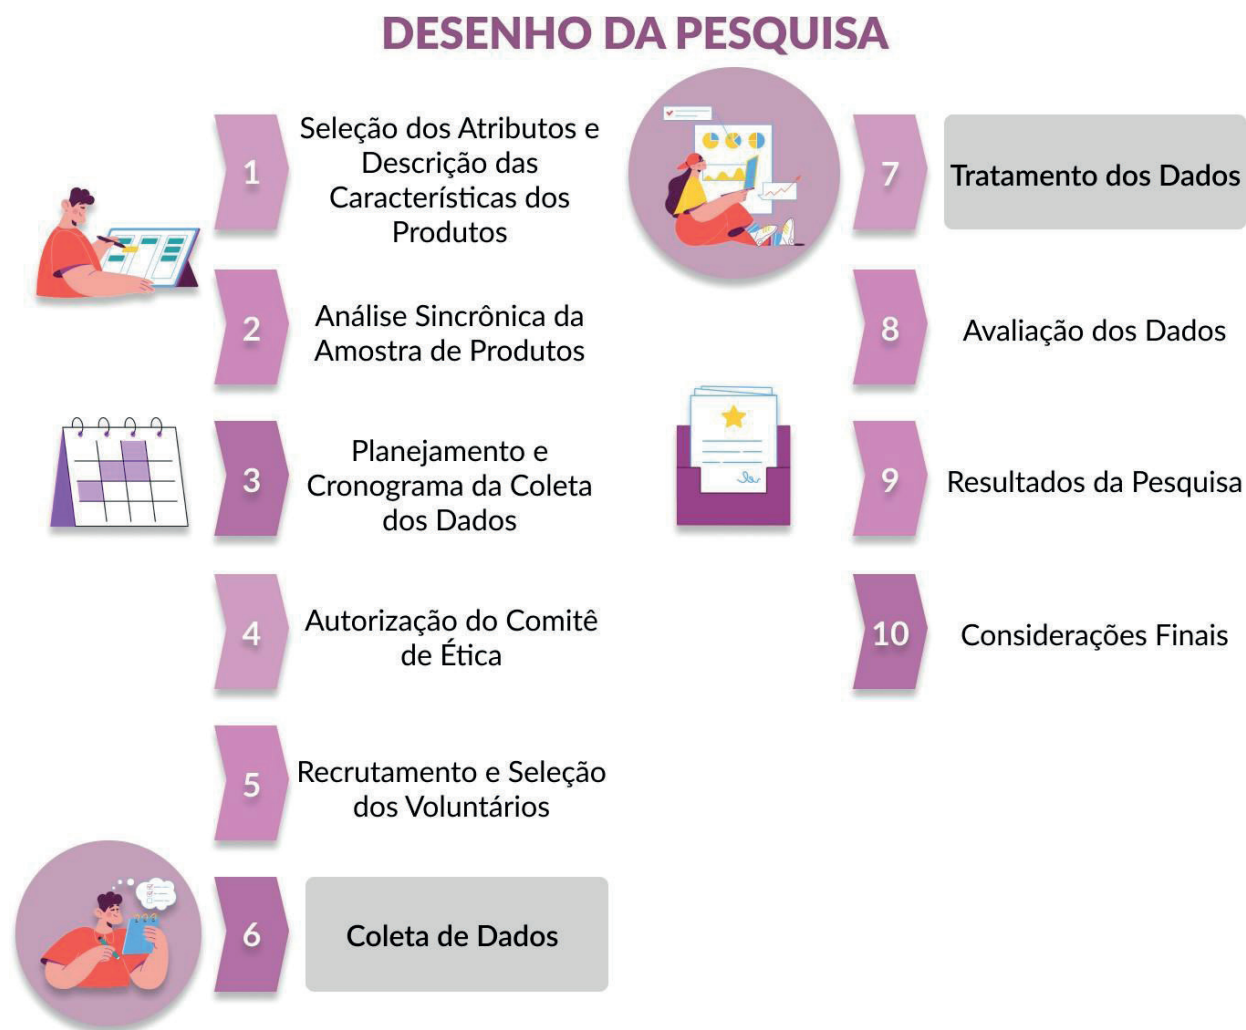 DESENHO DA PESQUISA
1
Seleção dos Atributos e
Descrição das
Características dos
Produtos
2
Análise Sincrônica da
Amostra de Produtos
3
Planejamento e
Cronograma da Coleta
dos Dados
4
Autorização do Comitê
de Ética
5
Recrutamento e Seleção
dos Voluntários
6
Coleta de Dados
7
Tratamento dos Dados
8
Avaliação dos Dados
9
Resultados da Pesquisa
10
Considerações Finais